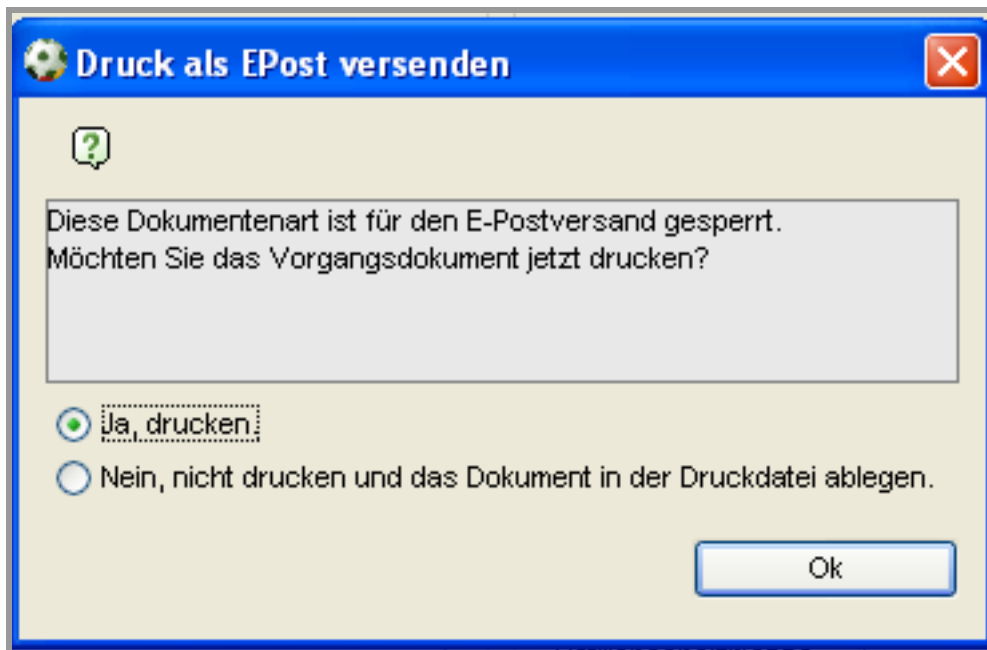 Druck als EPost versenden
Diese Dokumentenart ist für den E-Postversand gesperrt.
Möchten Sie das Vorgangsdokument jetzt drucken?
Ja, drucken.
Nein, nicht drucken und das Dokument in der Druckdatei ablegen.
Ok